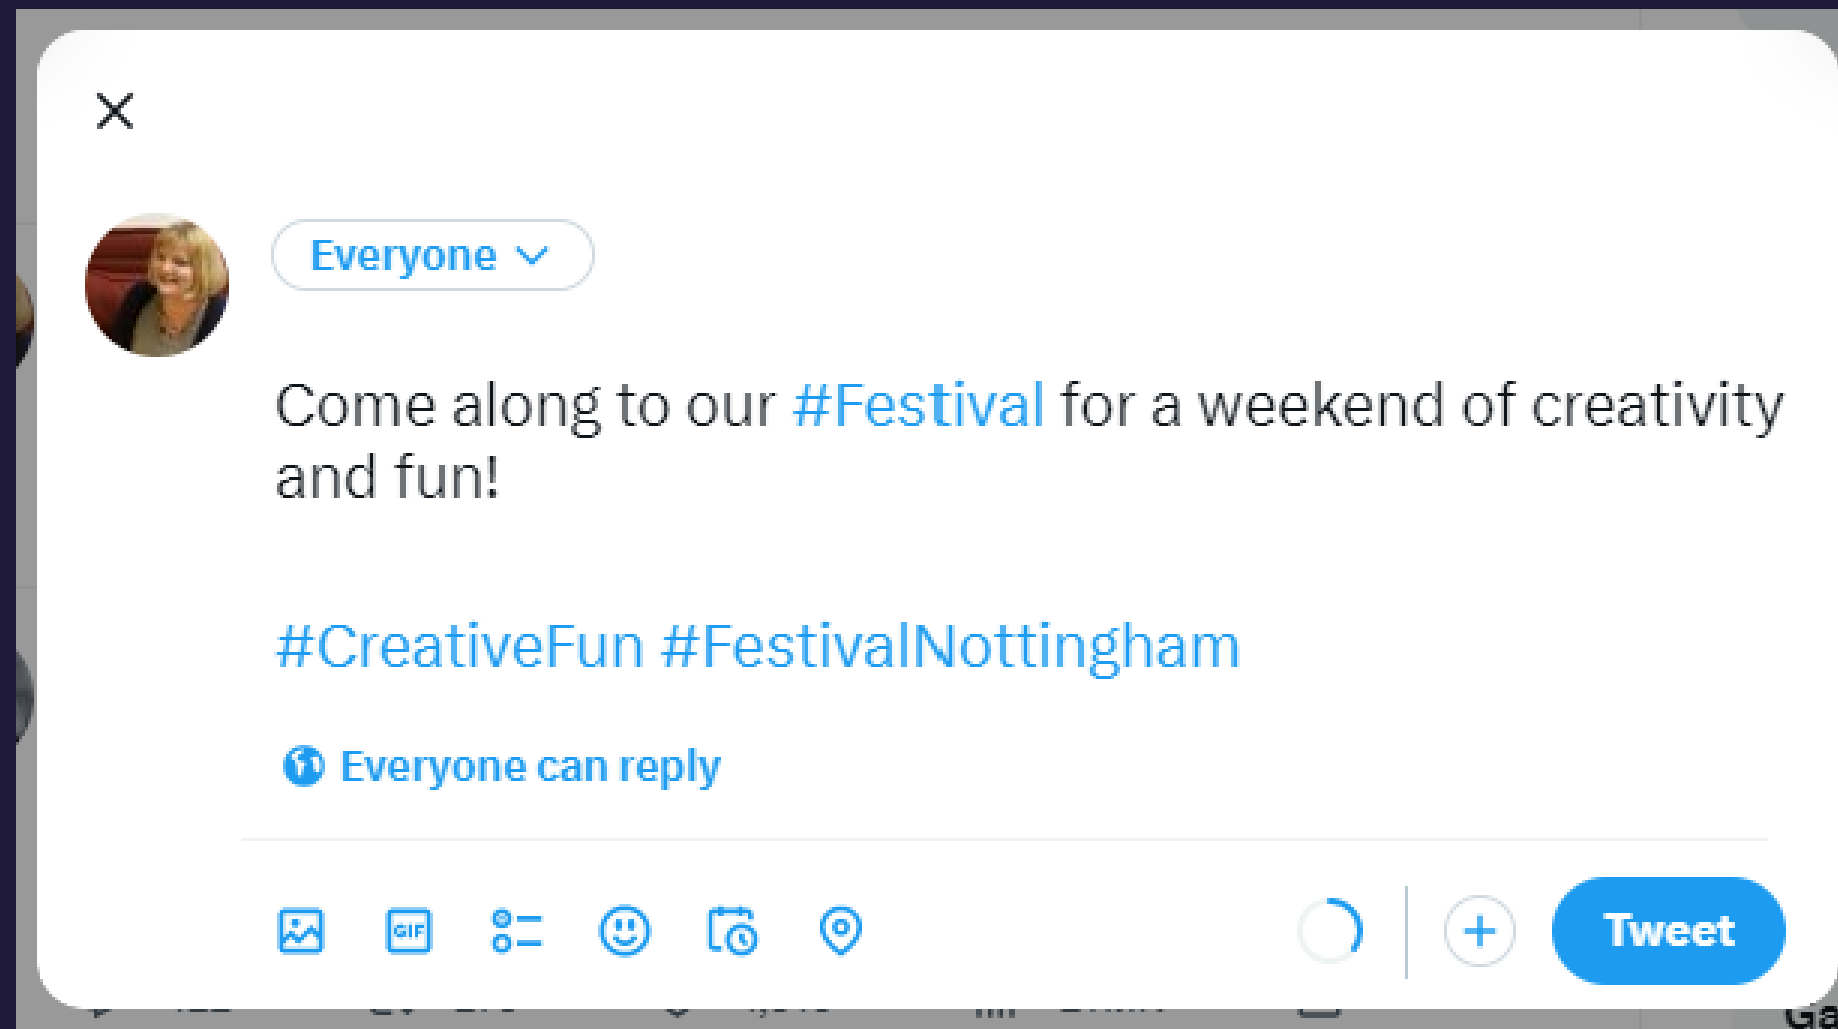 Everyone
Come along to our #Festival for a weekend of creativity
and fun!
#CreativeFun #FestivalNottingham
Everyone can reply
GIF
Tweet
Ga